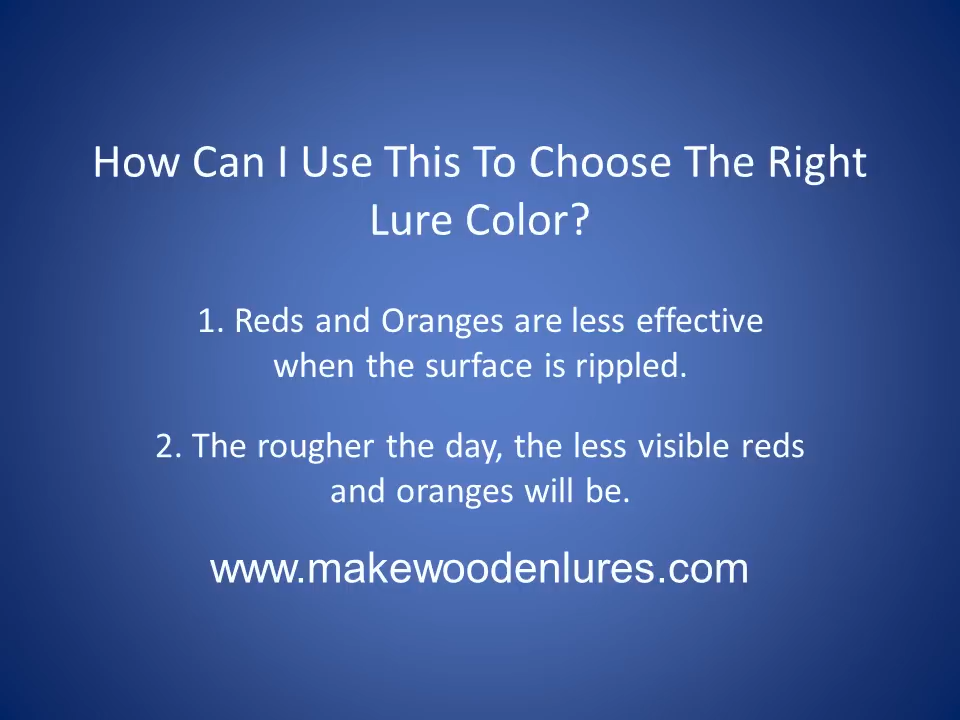 How Can I Use This To Choose The Right
Lure Color?
1. Reds and Oranges are less effective
when the surface is rippled.
2. The rougher the day, the less visible reds
and oranges will be.
www.makewoodenlures.com